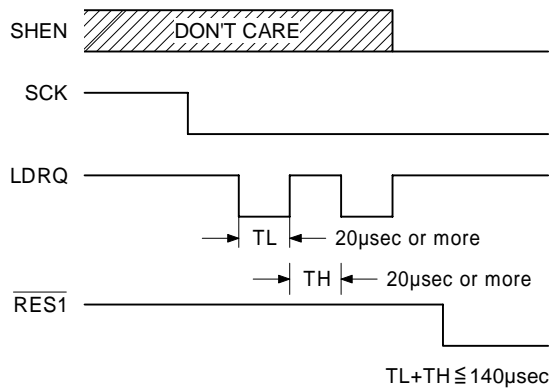 SHEN
DON'T CARE
SCK
LDRQ
TL
20µsec or more
TH
20µsec or more
RES1
TL+TH≦140µsec